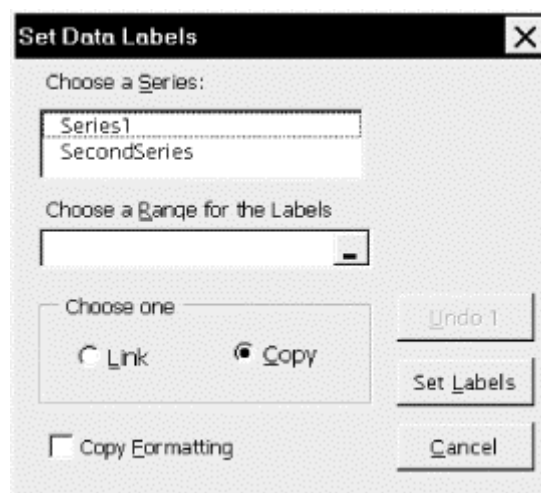 Set Data Labels
Choose a Series:
Series1
SecondSeries
Choose a Range for the Labels
Choose one
Link
Copy
Undo 1
Set Labels
Copy Formatting
Cancel